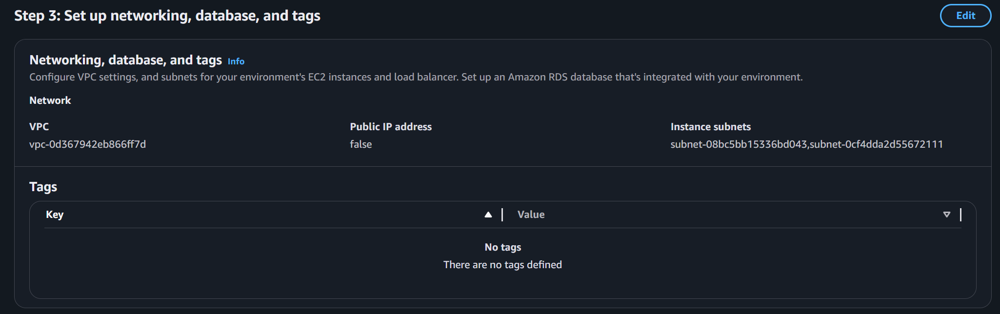 Step 3: Set up networking, database, and tags
Edit
Networking, database, and tags Info
Configure VPC settings, and subnets for your environment's EC2 instances and load balancer. Set up an Amazon RDS database that's integrated with your environment.
Network
VPC
vpc-0d367942eb866ff7d
Public IP address
false
Instance subnets
subnet-08bc5bb15336bd043,subnet-0cf4dda2d55672111
Tags
Key
Value
No tags
There are no tags defined